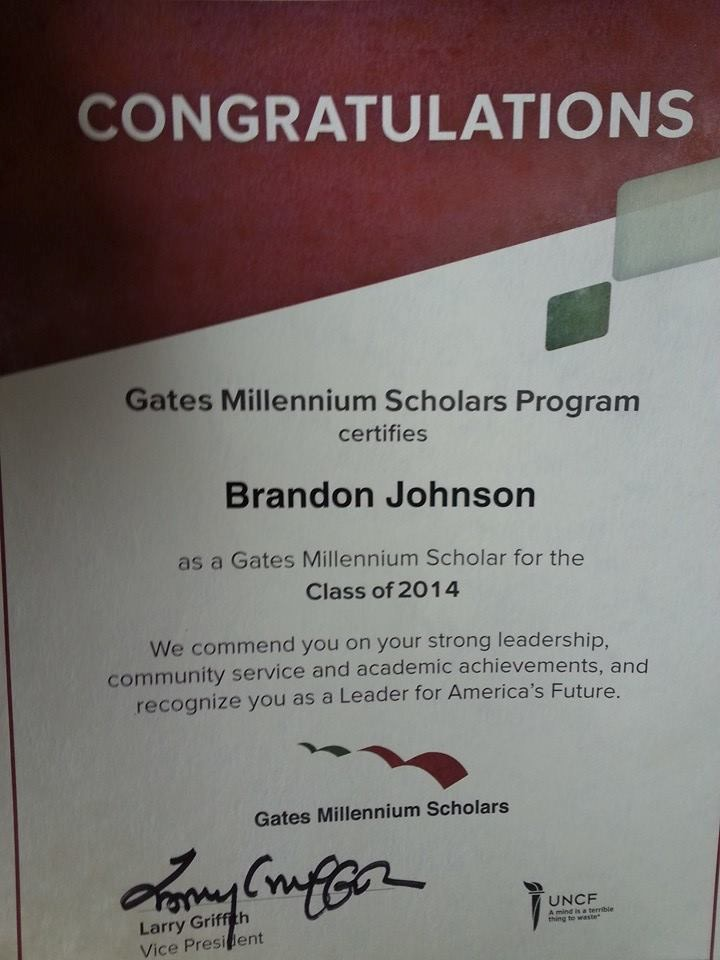 CONGRATULATIONS
Gates Millennium Scholars Program
certifies
Brandon Johnson
as a Gates Millennium Scholar for the
Class of 2014
We commend you on your strong leadership,
community service and academic achievements, and
recognize you as a Leader for America's Future.
Gates Millennium Scholars
Larry Griffith
Vice President
UNCF
A mind is a terrible
thing to waste®